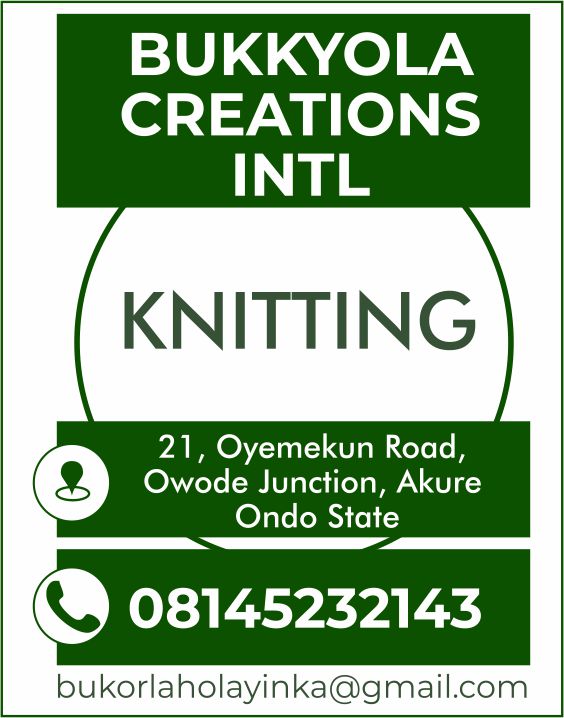 BUKKYOLA
CREATIONS
INTL
KNITTING
21, Oyemekun Road,
Owode Junction, Akure
Ondo State
08145232143
bukorlaholayinka@gmail.com